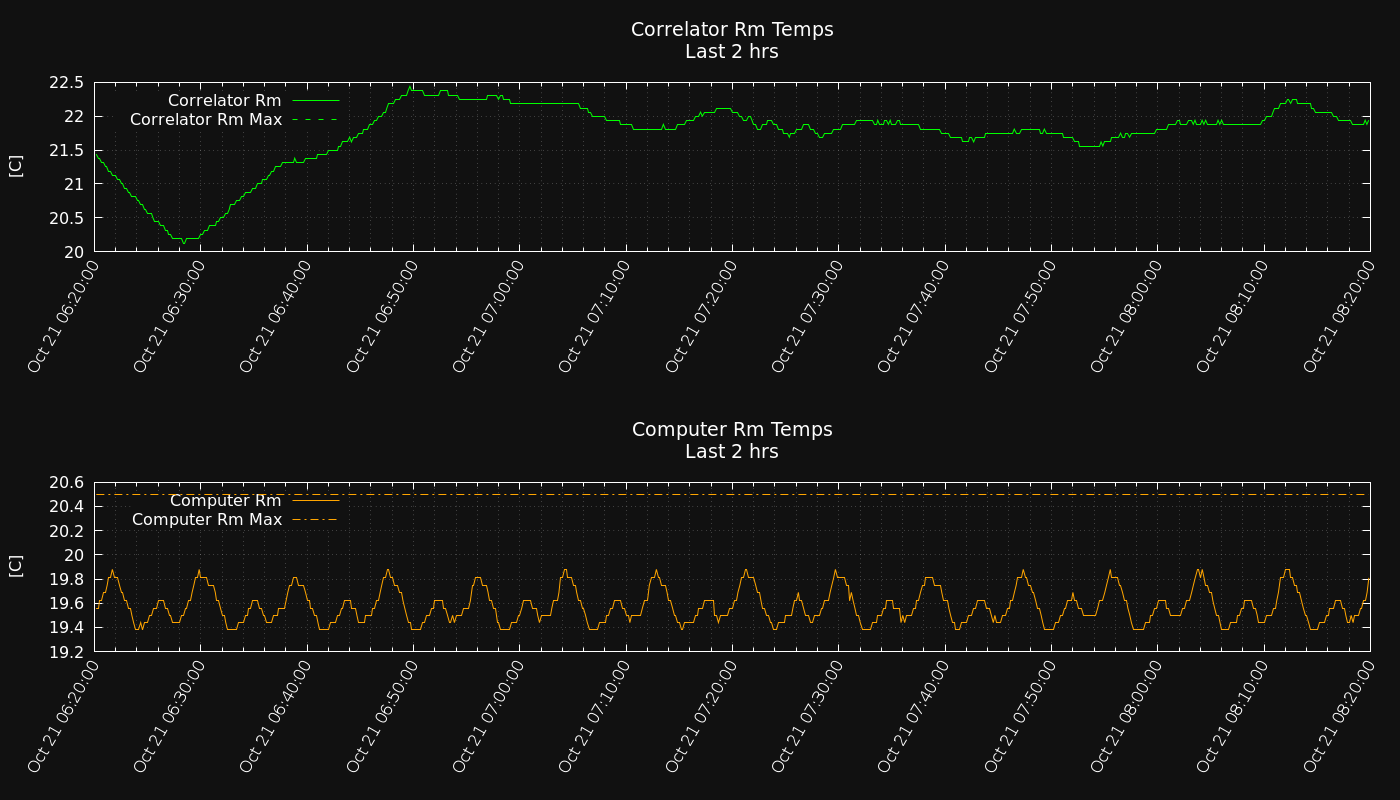 Correlator Rm Temps
Last 2 hrs
22.5
22
21.5
21
20.5
20
[C]
Correlator Rm
Correlator Rm Max
Oct 21 06:20:00
Oct 21 06:30:00
Oct 21 06:40:00
Oct 21 06:50:00
Oct 21 07:00:00
Oct 21 07:10:00
Oct 21 07:20:00
Oct 21 07:30:00
Oct 21 07:40:00
Oct 21 07:50:00
Oct 21 08:00:00
Oct 21 08:10:00
Oct 21 08:20:00
Computer Rm Temps
Last 2 hrs
20.6
20.4
20.2
20
19.8
19.6
19.4
19.2
[C]
Computer Rm
Computer Rm Max
Oct 21 06:20:00
Oct 21 06:30:00
Oct 21 06:40:00
Oct 21 06:50:00
Oct 21 07:00:00
Oct 21 07:10:00
Oct 21 07:20:00
Oct 21 07:30:00
Oct 21 07:40:00
Oct 21 07:50:00
Oct 21 08:00:00
Oct 21 08:10:00
Oct 21 08:20:00